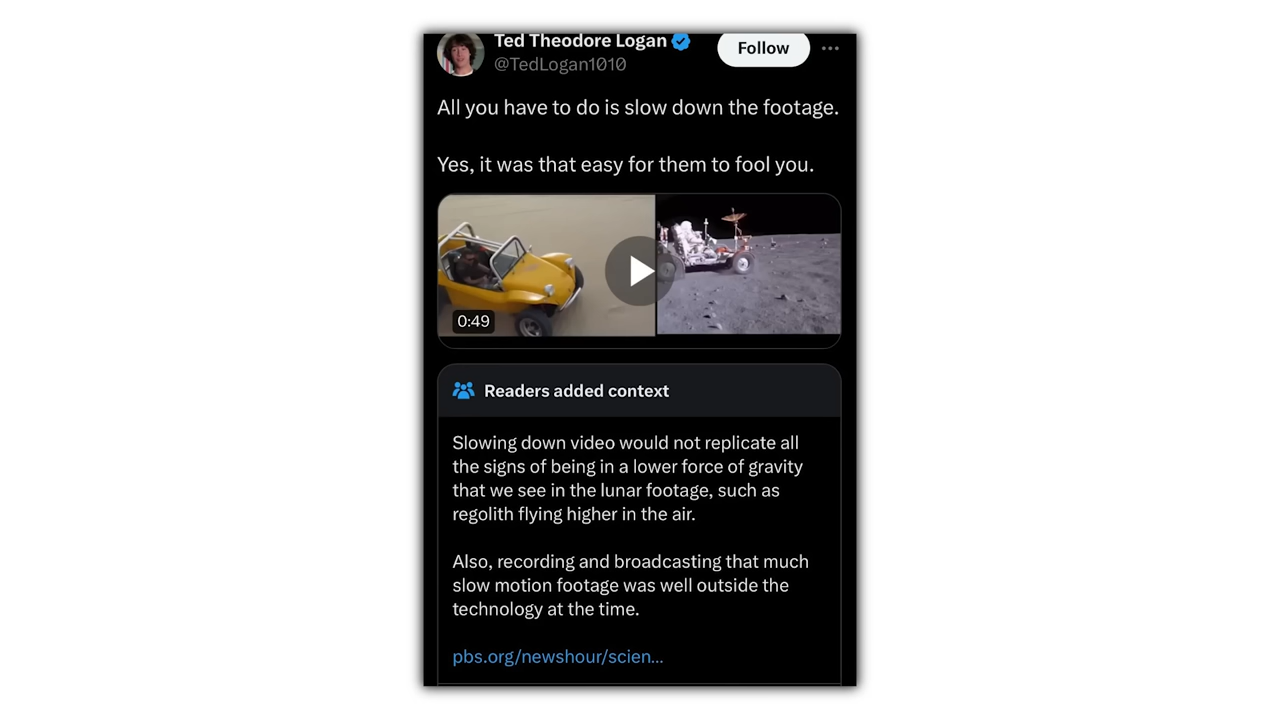 Ted Theodore Logan
Follow
@TedLogan1010
All you have to do is slow down the footage.
Yes, it was that easy for them to fool you.
0:49
Readers added context
Slowing down video would not replicate all
the signs of being in a lower force of gravity
that we see in the lunar footage, such as
regolith flying higher in the air.
Also, recording and broadcasting that much
slow motion footage was well outside the
technology at the time.
pbs.org/newshour/scien...